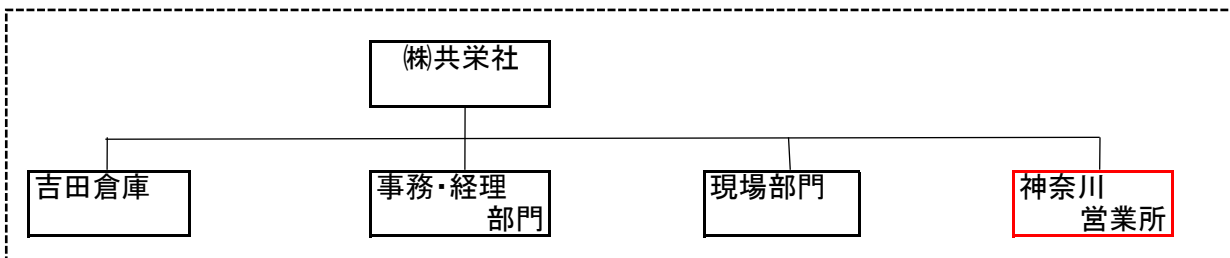 ㈱共栄社
吉田倉庫
事務・経理
部門
現場部門
神奈川
営業所